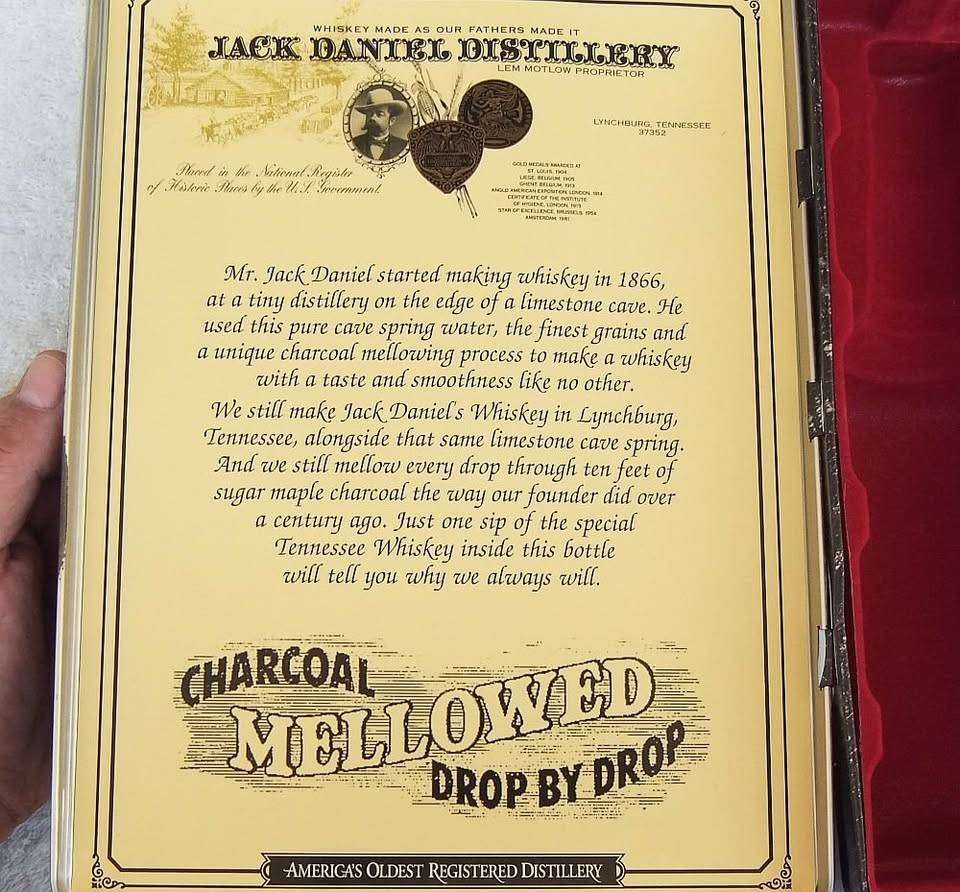 WHISKEY MADE AS OUR FATHERS MADE IT
JACK DANIEL DISTILLERY
LEM MOTLOW PROPRIETOR
LYNCHBURG, TENNESSEE
37352
Placed in the National Register
of Historic Places by the U.S. Government.
GOLD MEDALS AWARDED AT
ST. LOUIS, 1904
LIEGE, BELGIUM, 1905
GHENT, BELGIUM, 1913
ANGLO AMERICAN EXPOSITION, LONDON, 1914
CERTIFICATE OF THE INSTITUTE
OF HYGIENE, LONDON, 1915
STAR OF EXCELLENCE, BRUSSELS, 1954
AMSTERDAM, 1981
Mr. Jack Daniel started making whiskey in 1866,
at a tiny distillery on the edge of a limestone cave. He
used this pure cave spring water, the finest grains and
a unique charcoal mellowing process to make a whiskey
with a taste and smoothness like no other.
We still make Jack Daniel's Whiskey in Lynchburg,
Tennessee, alongside that same limestone cave spring.
And we still mellow every drop through ten feet of
sugar maple charcoal the way our founder did over
a century ago. Just one sip of the special
Tennessee Whiskey inside this bottle
will tell you why we always will.
CHARCOAL
MELLOWED
DROP BY DROP
AMERICA'S OLDEST REGISTERED DISTILLERY